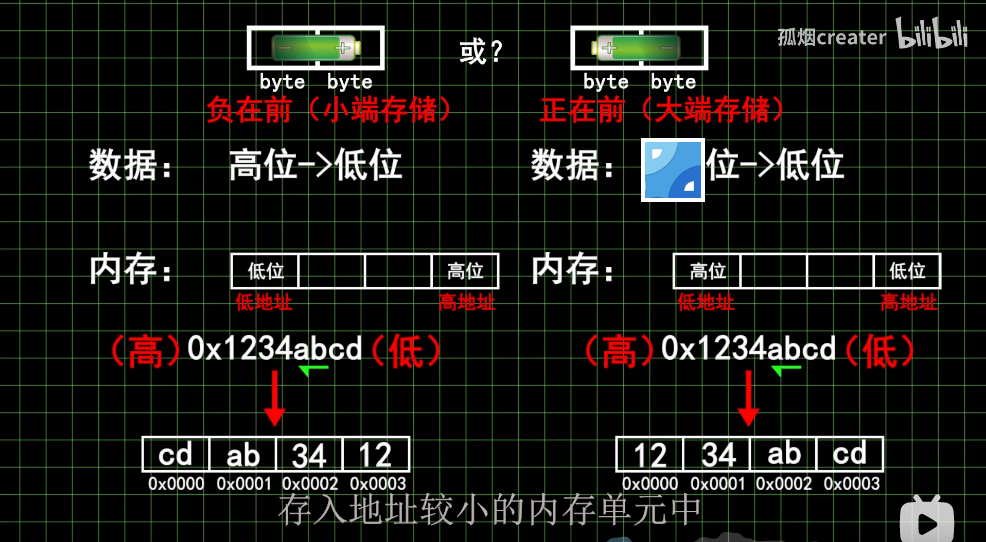 孤烟creater bilibili
或?
byte byte
byte byte
负在前（小端存储）
正在前（大端存储）
数据: 高位->低位
数据: 位->低位
内存: 低位 高位
低地址 高地址
内存: 高位 低位
低地址 高地址
(高)0x1234abcd(低)
(高)0x1234abcd(低)
cd ab 34 12
0x0000 0x0001 0x0002 0x0003
12 34 ab cd
0x0000 0x0001 0x0002 0x0003
存入地址较小的内存单元中